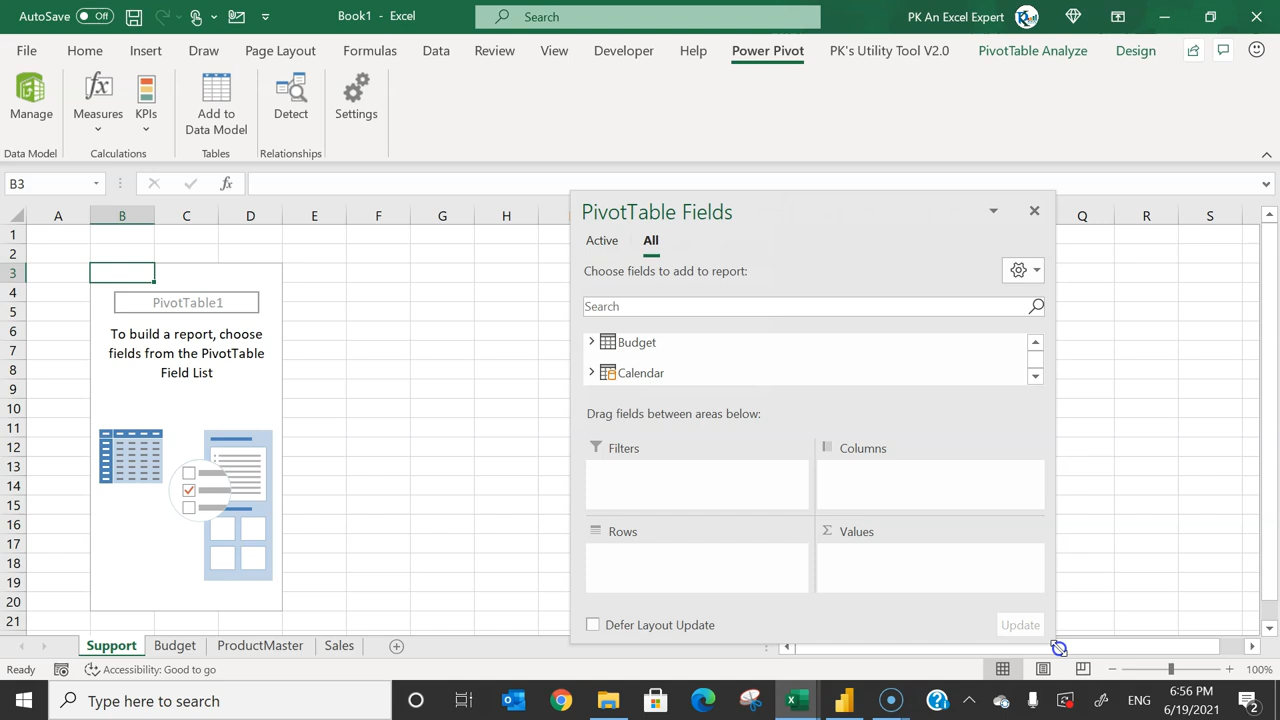 AutoSave Off Book1 - Excel Search PK An Excel Expert
File Home Insert Draw Page Layout Formulas Data Review View Developer Help Power Pivot PK's Utility Tool V2.0 PivotTable Analyze Design
Manage Measures KPIs Add to Data Model Detect Settings
Data Model Calculations Tables Relationships
B3 fx
A B C D E F G H Q R S
1
2
3
4
5
6
7
8
9
10
11
12
13
14
15
16
17
18
19
20
21
PivotTable1
To build a report, choose
fields from the PivotTable
Field List
PivotTable Fields
Active All
Choose fields to add to report:
Search
Budget
Calendar
Drag fields between areas below:
Filters Columns
Rows Σ Values
Defer Layout Update Update
Support Budget ProductMaster Sales
Ready Accessibility: Good to go 100%
Type here to search ENG 6:56 PM
6/19/2021 2